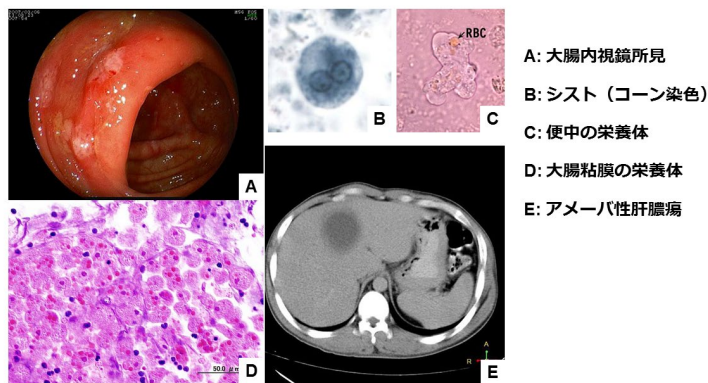 A
B
RBC
C
D
50.0 μm
E
A
R
A: 大腸内視鏡所見
B: シスト（コーン染色）
C: 便中の栄養体
D: 大腸粘膜の栄養体
E: アメーバ性肝膿瘍